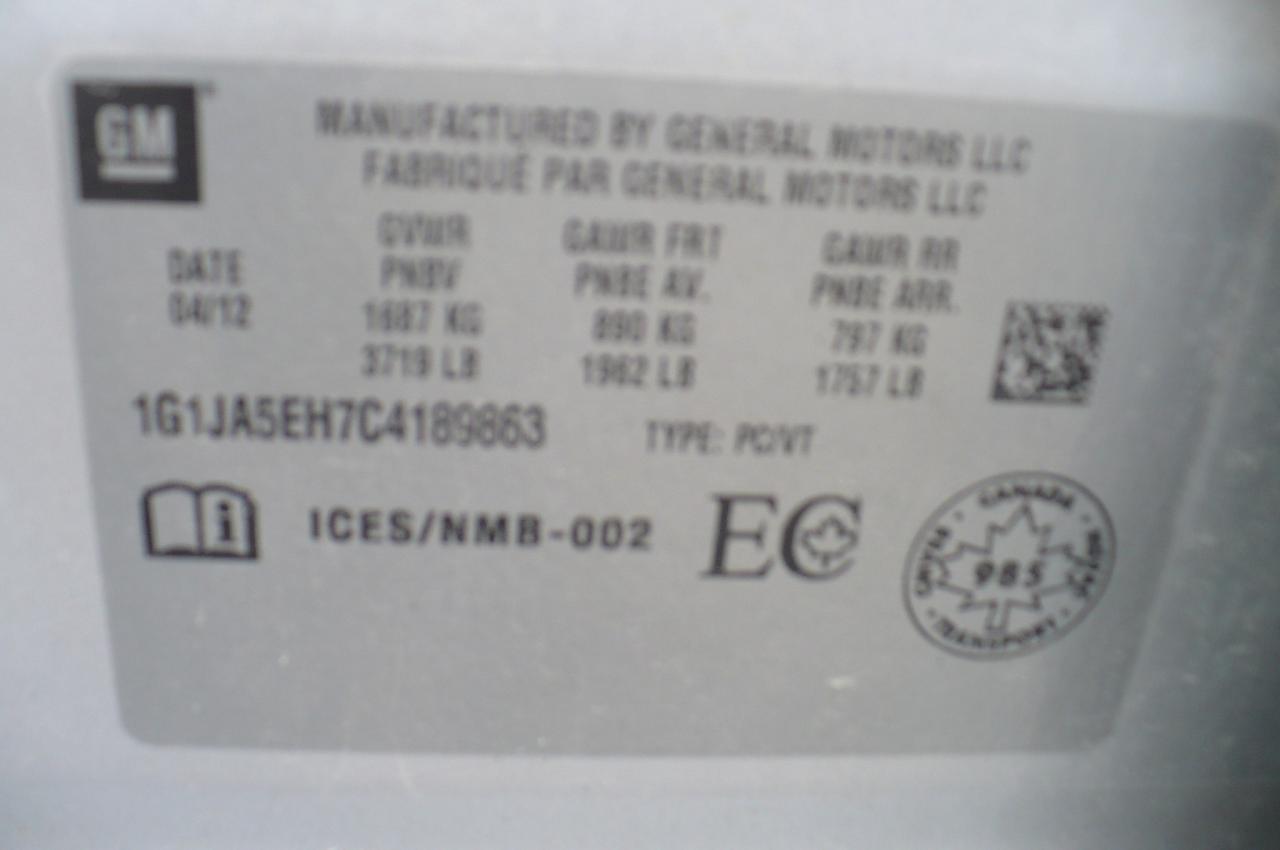 GM
MANUFACTURED BY GENERAL MOTORS LLC
FABRIQUÉ PAR GENERAL MOTORS LLC
DATE
04/12
GVWR
PNBV
1687 KG
3719 LB
GAWR FRT
PNBE AV.
890 KG
1962 LB
GAWR RR
PNBE ARR.
797 KG
1757 LB
1G1JA5EH7C4189863
TYPE: PC/VT
i
ICES/NMB-002
EC
CANADA
985
TRANSPORT